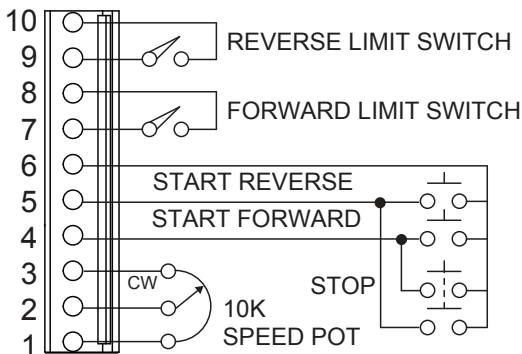 10
9
REVERSE LIMIT SWITCH
8
FORWARD LIMIT SWITCH
7
6
START REVERSE
5
START FORWARD
4
3
CW
STOP
2
10K
SPEED POT
1